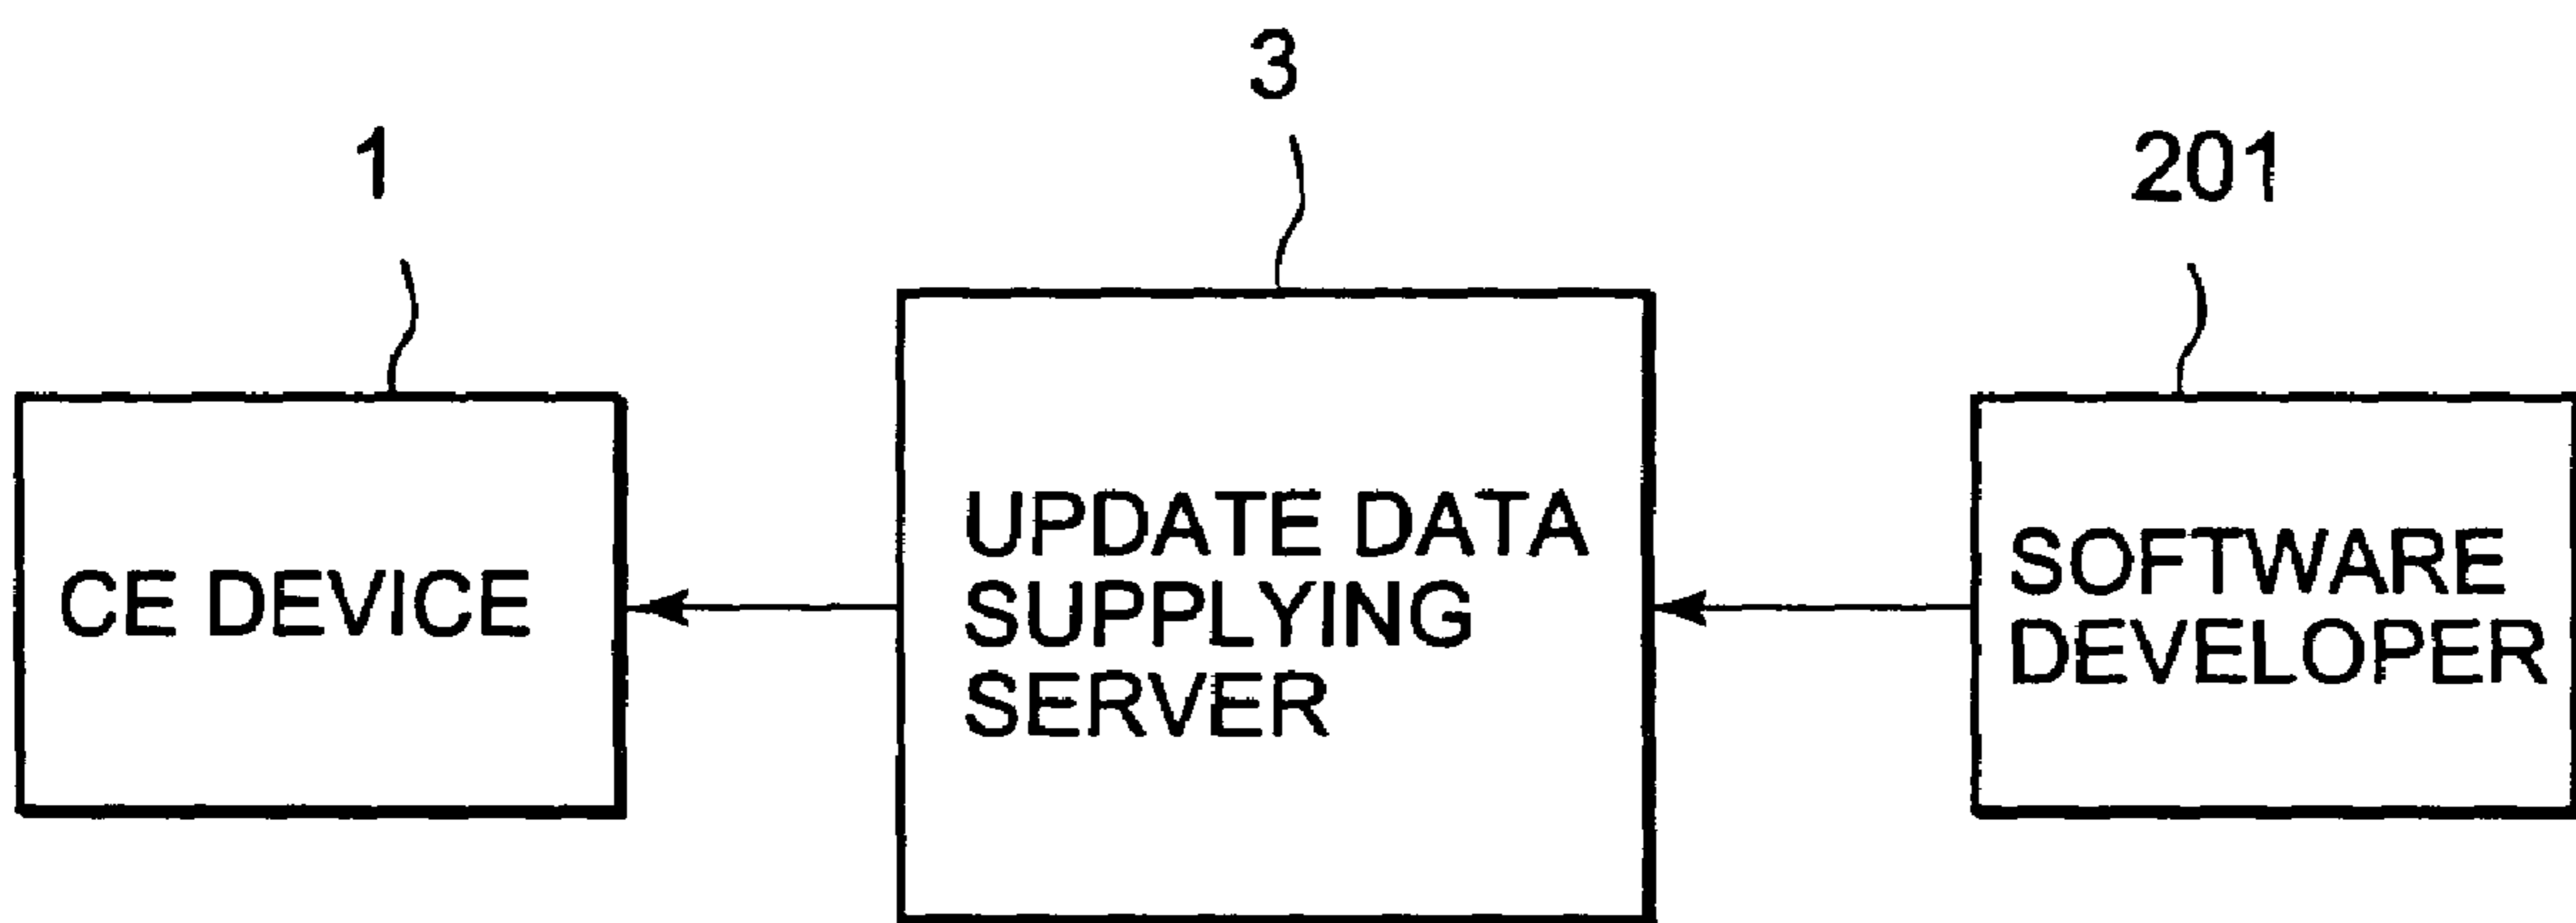 3
1
201
CE DEVICE
UPDATE DATA
SUPPLYING
SERVER
SOFTWARE
DEVELOPER